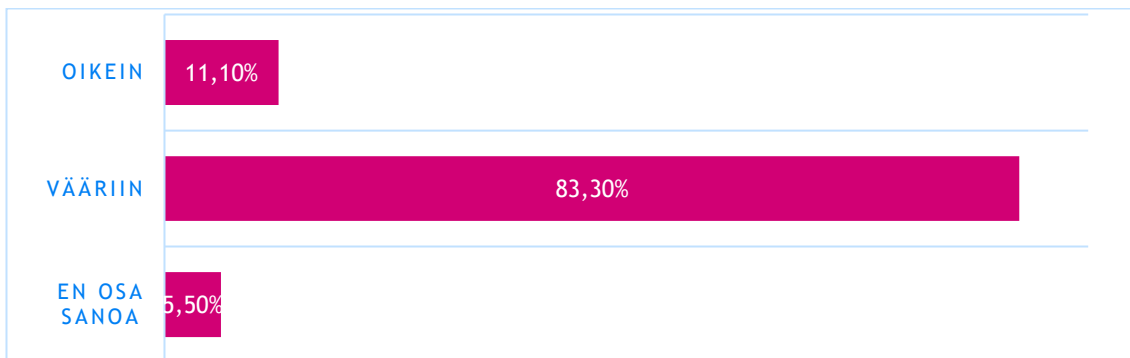 OIKEIN
11,10%
VÄÄRIIN
83,30%
EN OSA
SANOA
5,50%